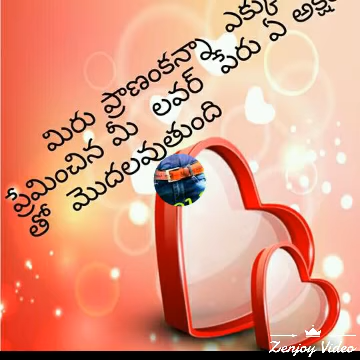 మిరు ప్రాణంకన్నా
ప్రేమించిన మీ లవర్ పేరు ఏ
తో మొదలవుతుంది
Zenjoy Video